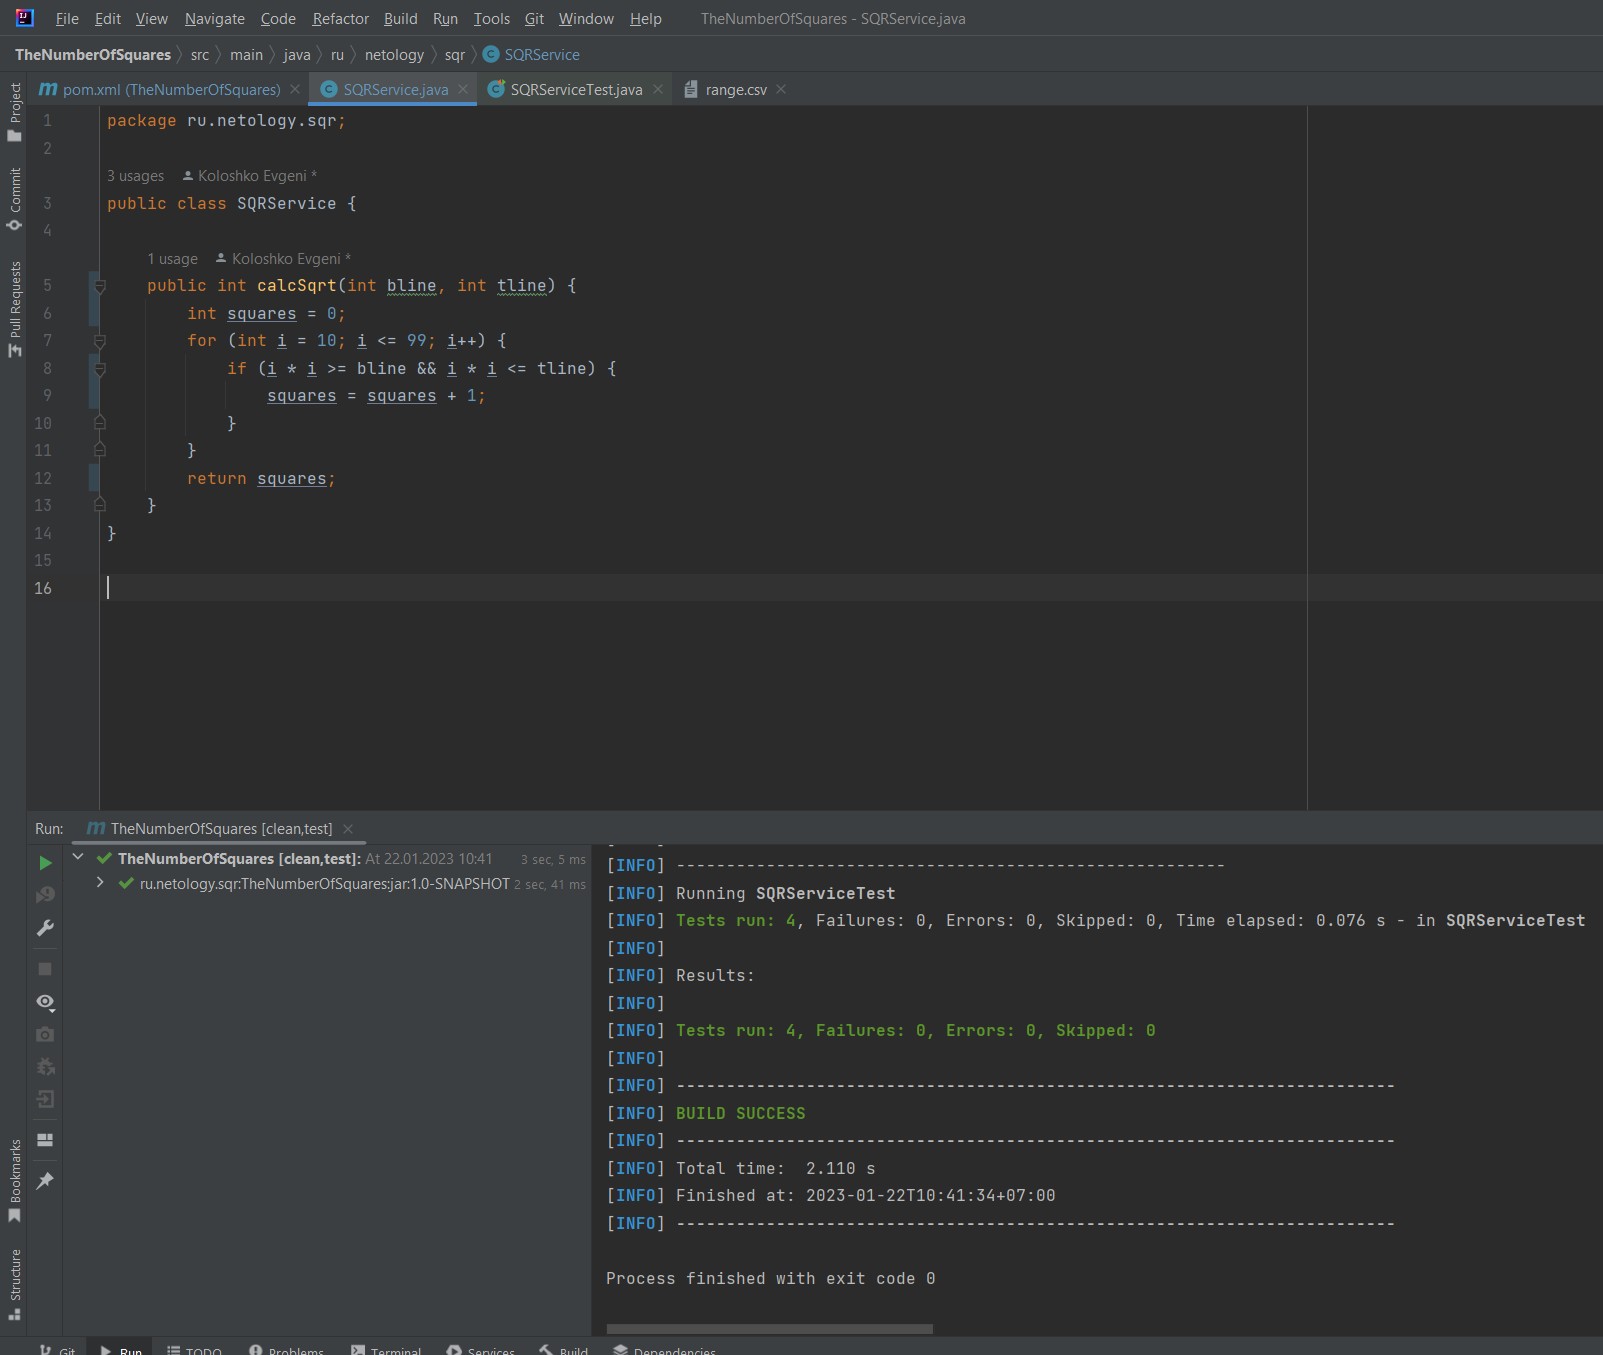 File Edit View Navigate Code Refactor Build Run Tools Git Window Help TheNumberOfSquares - SQRService.java
TheNumberOfSquares src main java ru netology sqr SQRService
pom.xml (TheNumberOfSquares) SQRService.java SQRServiceTest.java range.csv
Project
Commit
Pull Requests
1 package ru.netology.sqr;
2
3 usages Koloshko Evgeni *
3 public class SQRService {
4
1 usage Koloshko Evgeni *
5 public int calcSqrt(int bline, int tline) {
6 int squares = 0;
7 for (int i = 10; i <= 99; i++) {
8 if (i * i >= bline && i * i <= tline) {
9 squares = squares + 1;
10 }
11 }
12 return squares;
13 }
14 }
15
16
Run: TheNumberOfSquares [clean,test]
TheNumberOfSquares [clean,test]: At 22.01.2023 10:41 3 sec, 5 ms
ru.netology.sqr:TheNumberOfSquares:jar:1.0-SNAPSHOT 2 sec, 41 ms
[INFO] -------------------------------------------------------
[INFO] Running SQRServiceTest
[INFO] Tests run: 4, Failures: 0, Errors: 0, Skipped: 0, Time elapsed: 0.076 s - in SQRServiceTest
[INFO]
[INFO] Results:
[INFO]
[INFO] Tests run: 4, Failures: 0, Errors: 0, Skipped: 0
[INFO]
[INFO] ------------------------------------------------------------------------
[INFO] BUILD SUCCESS
[INFO] ------------------------------------------------------------------------
[INFO] Total time:  2.110 s
[INFO] Finished at: 2023-01-22T10:41:34+07:00
[INFO] ------------------------------------------------------------------------
Process finished with exit code 0
Bookmarks
Structure
Git Run TODO Problems Terminal Services Build Dependencies